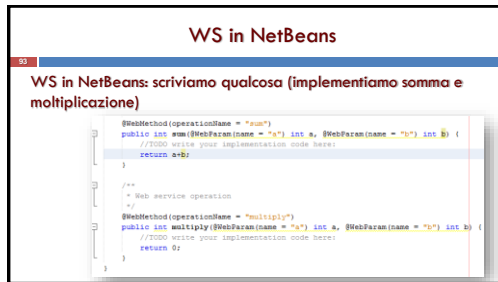 WS in NetBeans
93
WS in NetBeans: scriviamo qualcosa (implementiamo somma e
moltiplicazione)
@WebMethod(operationName = "sum")
public int sum(@WebParam(name = "a") int a, @WebParam(name = "b") int b) {
//TODO write your implementation code here:
return a+b;
}
/**
* Web service operation
*/
@WebMethod(operationName = "multiply")
public int multiply(@WebParam(name = "a") int a, @WebParam(name = "b") int b) {
//TODO write your implementation code here:
return 0;
}
}